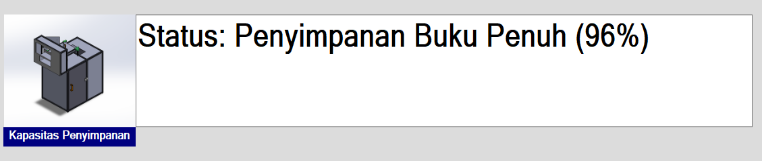 Status: Penyimpanan Buku Penuh (96%)
Kapasitas Penyimpanan